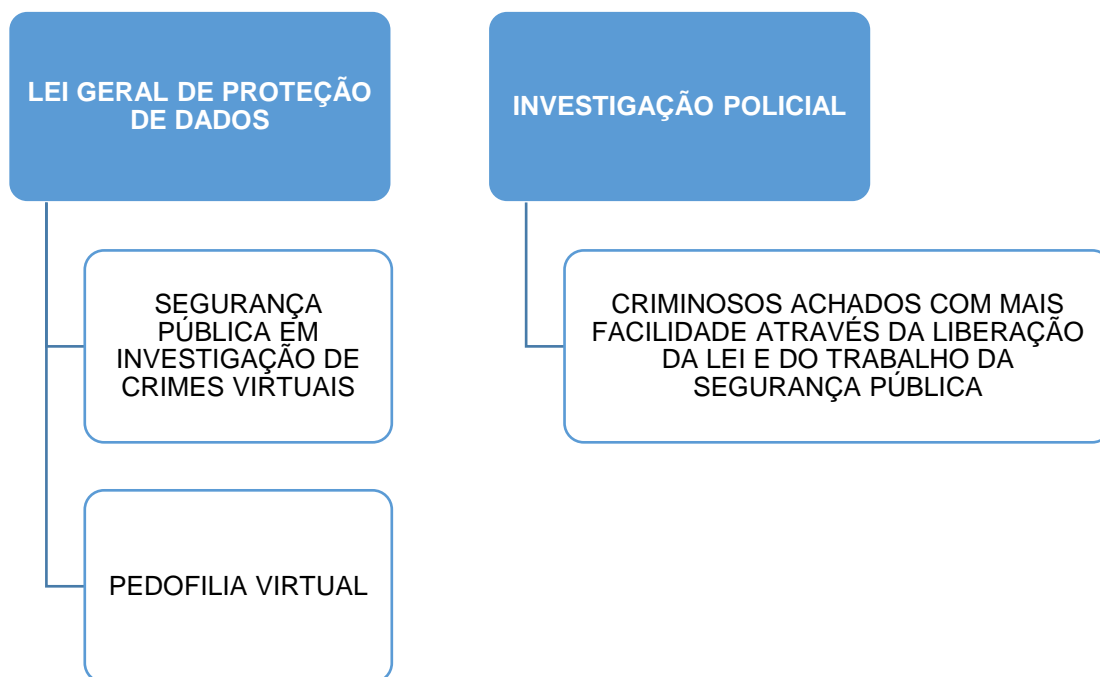 LEI GERAL DE PROTEÇÃO
DE DADOS
SEGURANÇA
PÚBLICA EM
INVESTIGAÇÃO DE
CRIMES VIRTUAIS
PEDOFILIA VIRTUAL
INVESTIGAÇÃO POLICIAL
CRIMINOSOS ACHADOS COM MAIS
FACILIDADE ATRAVÉS DA LIBERAÇÃO
DA LEI E DO TRABALHO DA
SEGURANÇA PÚBLICA